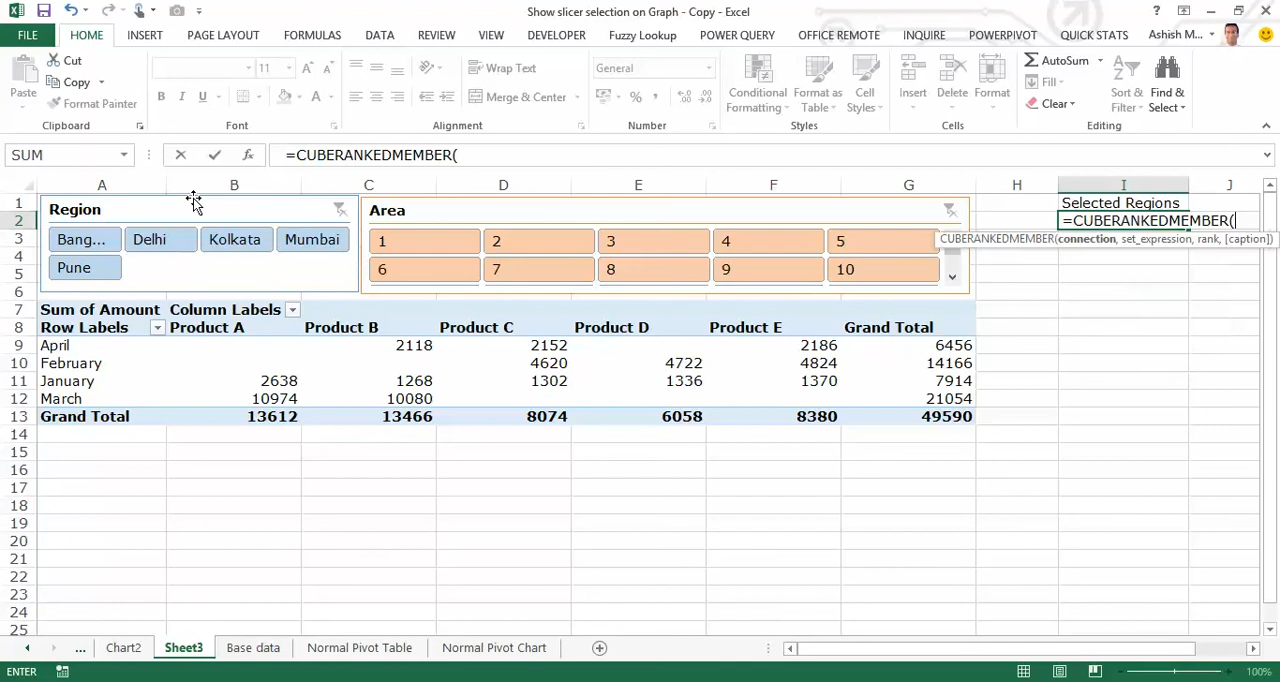 Show slicer selection on Graph - Copy - Excel
FILE HOME INSERT PAGE LAYOUT FORMULAS DATA REVIEW VIEW DEVELOPER Fuzzy Lookup POWER QUERY OFFICE REMOTE INQUIRE POWERPIVOT QUICK STATS Ashish M...
Paste
Cut
Copy
Format Painter
Clipboard
11
Font
Wrap Text
Merge & Center
Alignment
General
Number
Conditional Formatting
Format as Table
Cell Styles
Styles
Insert
Delete
Format
Cells
AutoSum
Fill
Clear
Sort & Filter
Find & Select
Editing
SUM =CUBERANKEDMEMBER(
A B C D E F G H I J
1 Selected Regions
2 =CUBERANKEDMEMBER(
CUBERANKEDMEMBER(connection, set_expression, rank, [caption])
Region
Bang... Delhi Kolkata Mumbai
Pune
Area
1 2 3 4 5
6 7 8 9 10
3
4
5
6
7 Sum of Amount Column Labels
8 Row Labels Product A Product B Product C Product D Product E Grand Total
9 April 2118 2152 2186 6456
10 February 4620 4722 4824 14166
11 January 2638 1268 1302 1336 1370 7914
12 March 10974 10080 21054
13 Grand Total 13612 13466 8074 6058 8380 49590
14
15
16
17
18
19
20
21
22
23
24
25
... Chart2 Sheet3 Base data Normal Pivot Table Normal Pivot Chart
ENTER 100%